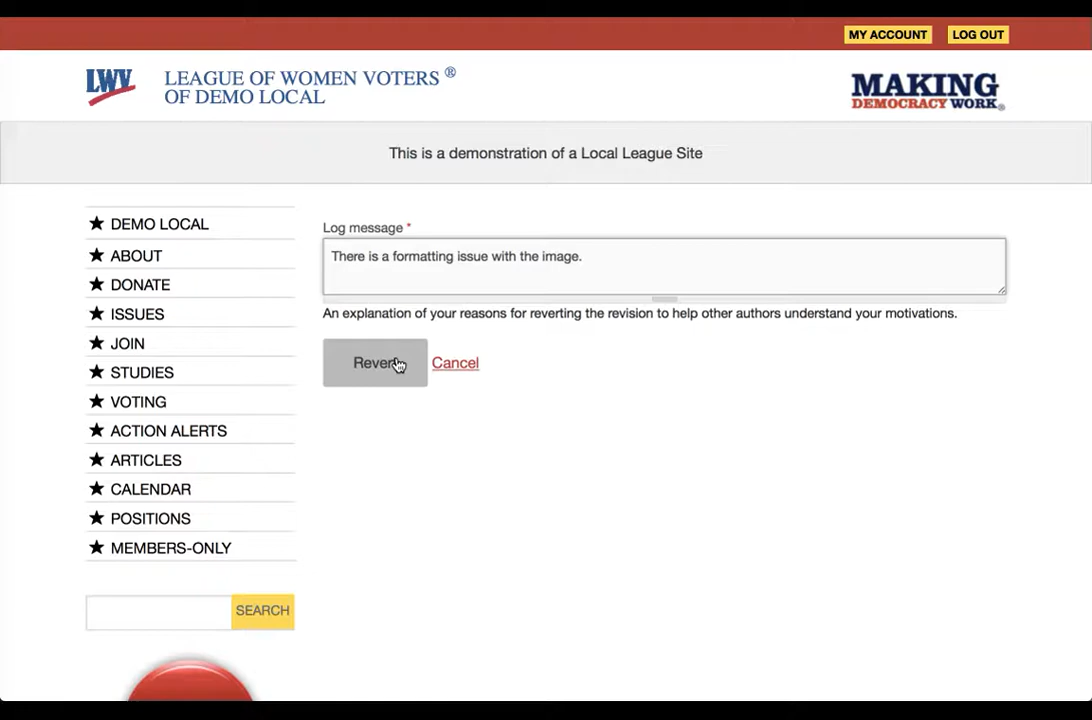 MY ACCOUNT
LOG OUT
LWV
LEAGUE OF WOMEN VOTERS ®
OF DEMO LOCAL
MAKING
DEMOCRACY WORK®
This is a demonstration of a Local League Site
★ DEMO LOCAL
★ ABOUT
★ DONATE
★ ISSUES
★ JOIN
★ STUDIES
★ VOTING
★ ACTION ALERTS
★ ARTICLES
★ CALENDAR
★ POSITIONS
★ MEMBERS-ONLY
SEARCH
Log message *
There is a formatting issue with the image.
An explanation of your reasons for reverting the revision to help other authors understand your motivations.
Revert
Cancel